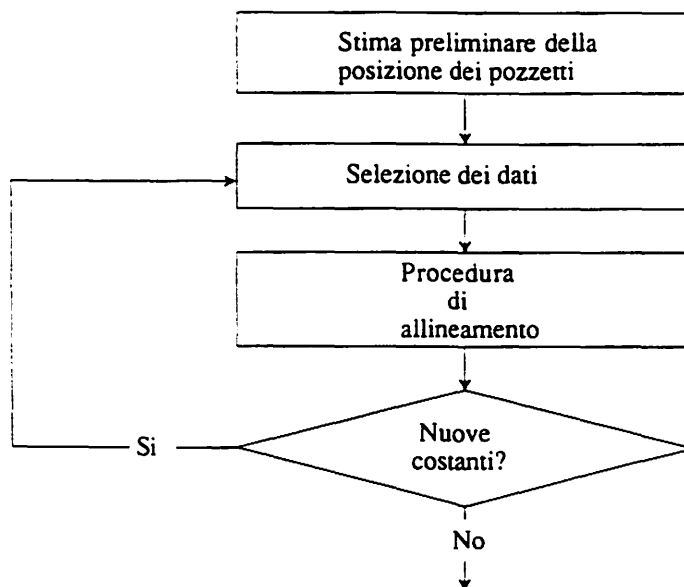 Stima preliminare della
posizione dei pozzetti
Selezione dei dati
Procedura
di
allineamento
Nuove
costanti?
Si
No